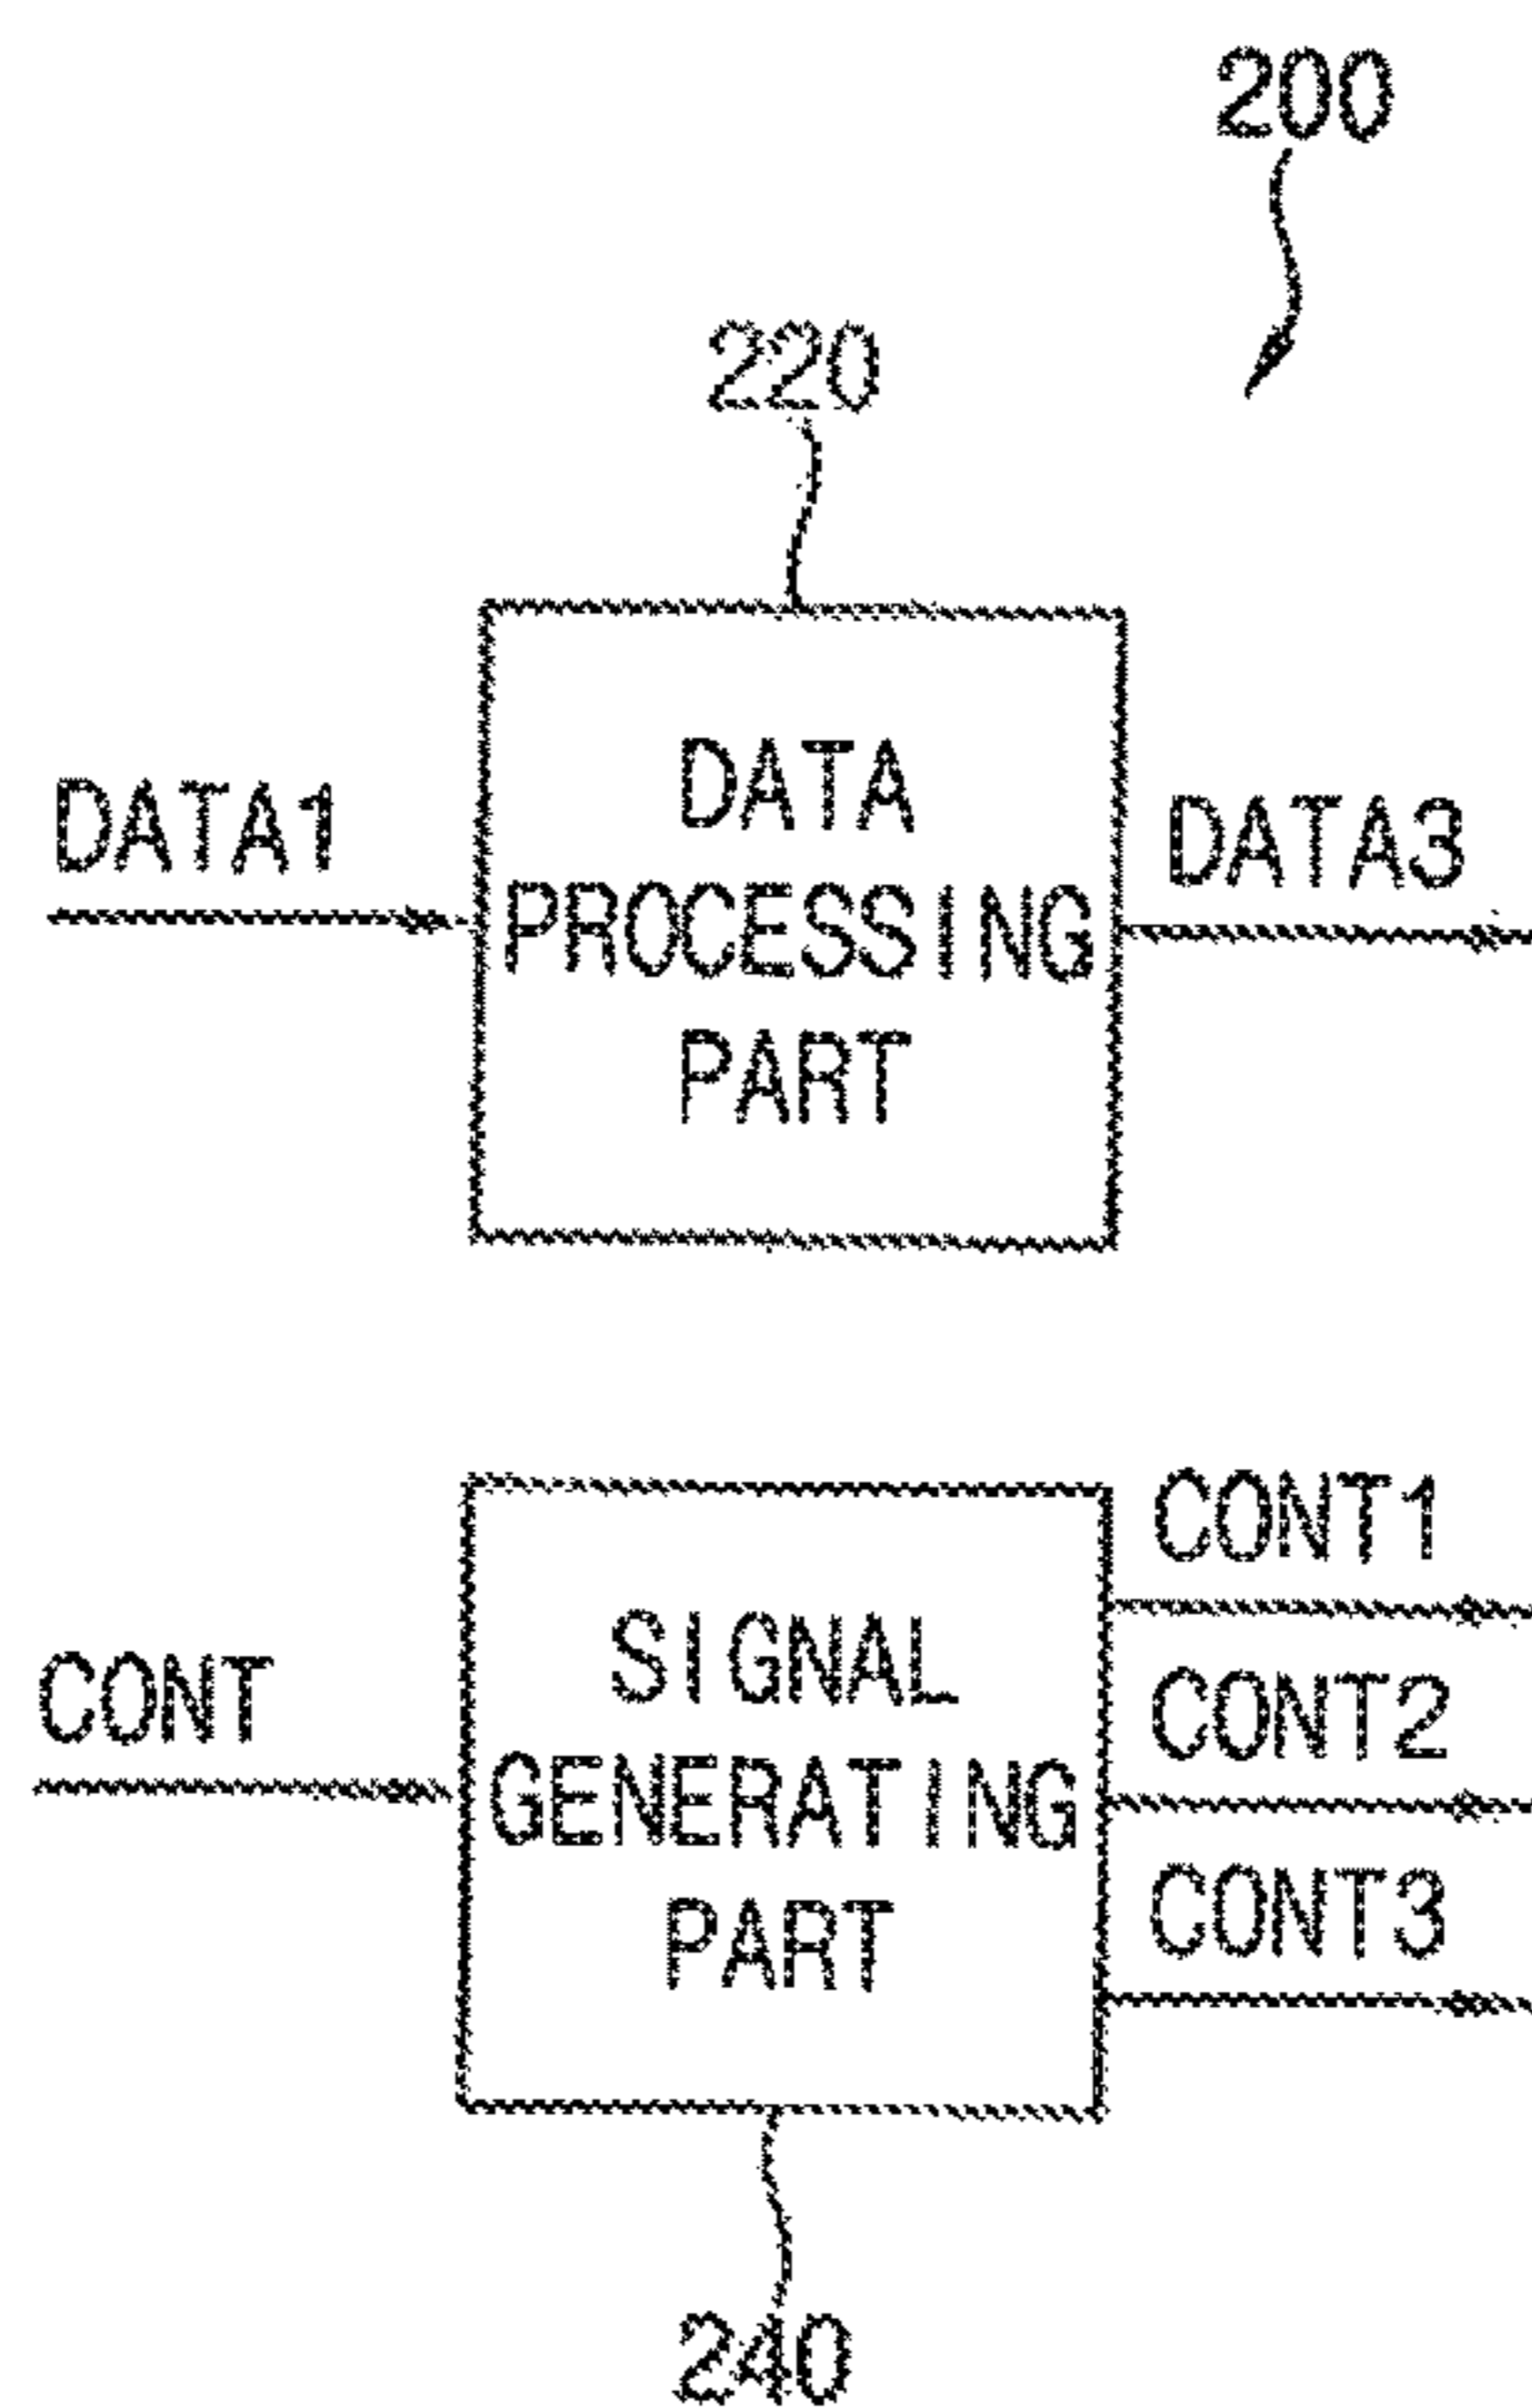 200
220
DATA
DATA1
DATA3
PROCESSING
PART
CONT1
SIGNAL
CONT
CONT2
GENERATING
CONT3
PART
240